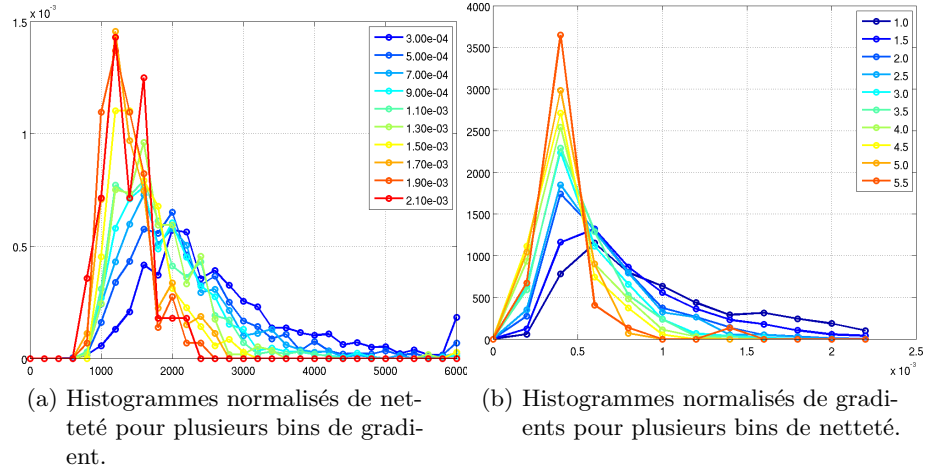 1.5
x 10⁻³
1
0.5
0
0
1000
2000
3000
4000
5000
6000
3.00e-04
5.00e-04
7.00e-04
9.00e-04
1.10e-03
1.30e-03
1.50e-03
1.70e-03
1.90e-03
2.10e-03
4000
3500
3000
2500
2000
1500
1000
500
0
0
0.5
1
1.5
2
2.5
x 10⁻³
1.0
1.5
2.0
2.5
3.0
3.5
4.0
4.5
5.0
5.5
(a) Histogrammes normalisés de net-
teté pour plusieurs bins de gradi-
ent.
(b) Histogrammes normalisés de gradi-
ents pour plusieurs bins de netteté.